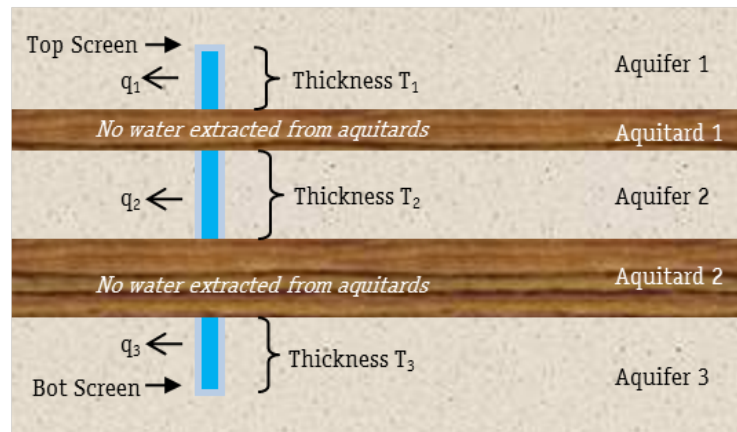 Top Screen
Aquifer 1
q₁
Thickness T₁
No water extracted from aquitards
Aquitard 1
q₂
Thickness T₂
Aquifer 2
No water extracted from aquitards
Aquitard 2
q₃
Thickness T₃
Bot Screen
Aquifer 3